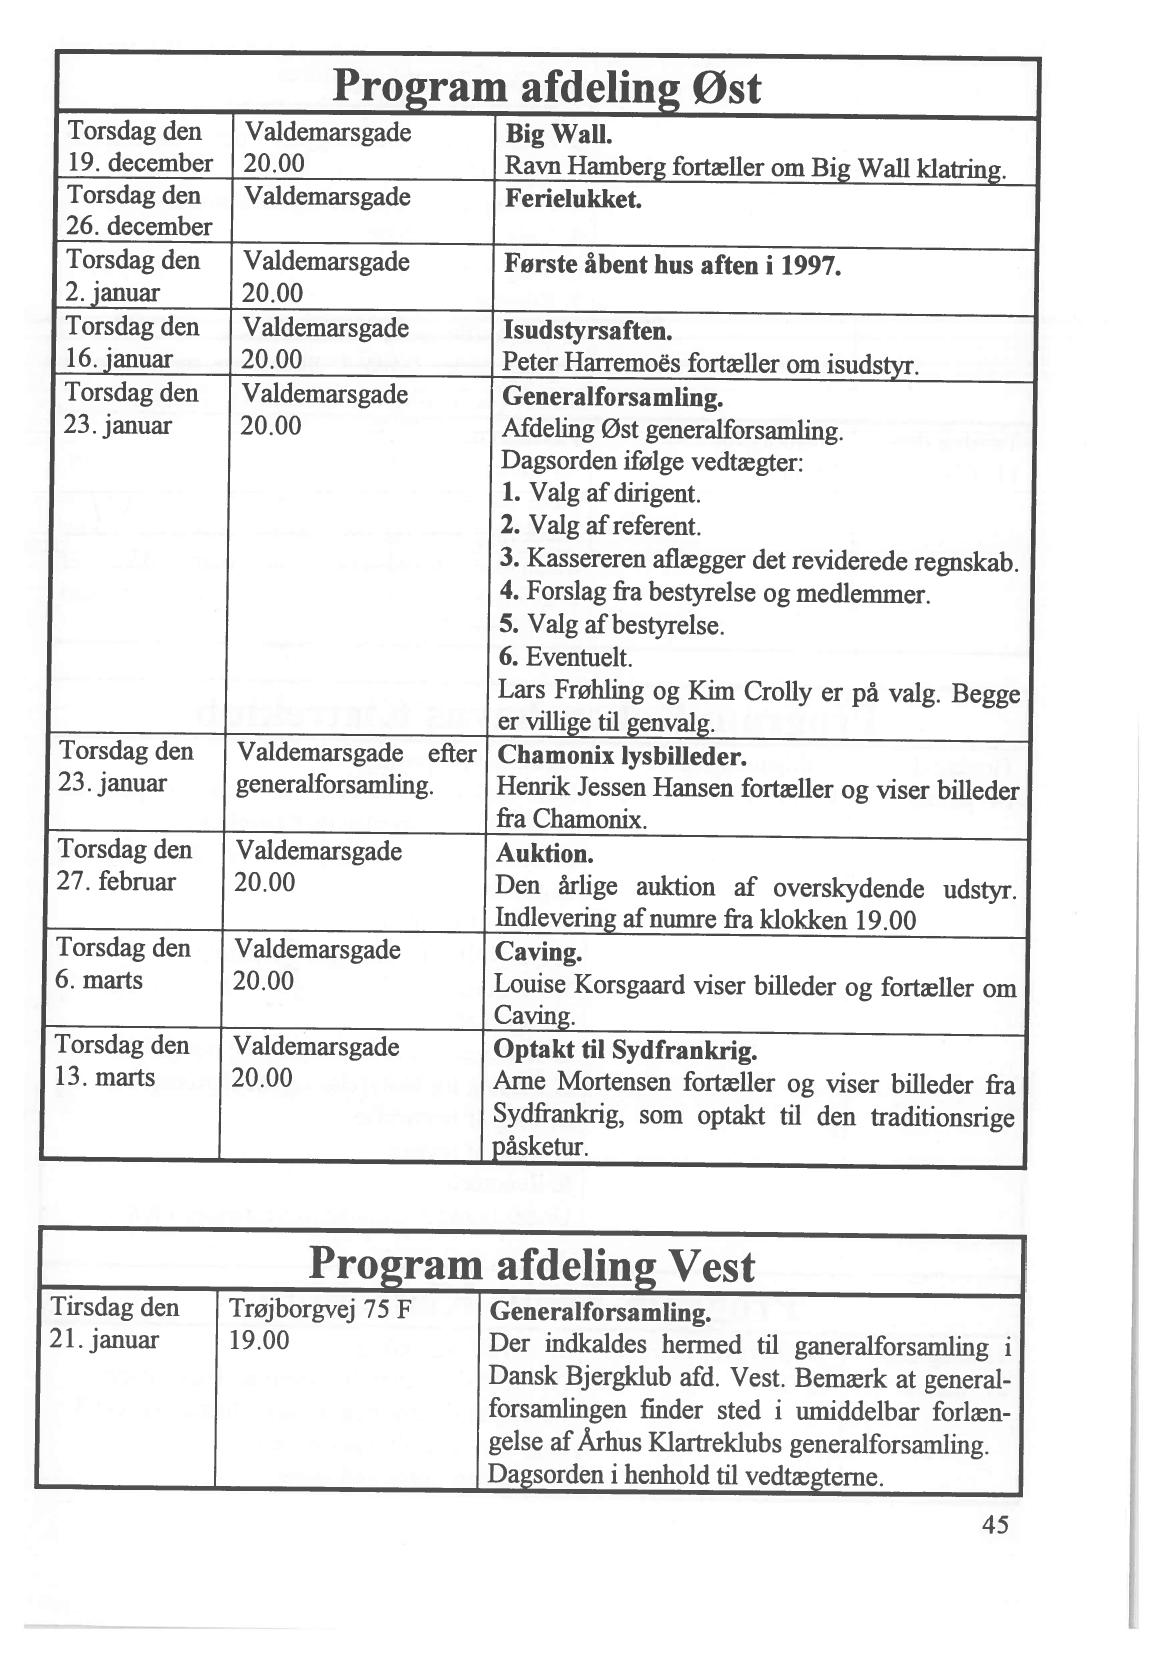 Program afdeling Øst
Torsdag den
19. december
Valdemarsgade
20.00
Big Wall.
Ravn Hamberg fortæller om Big Wall klatring.
Torsdag den
26. december
Valdemarsgade
Ferielukket.
Torsdag den
2. januar
Valdemarsgade
20.00
Første åbent hus aften i 1997.
Torsdag den
16. januar
Valdemarsgade
20.00
Isudstyrsaften.
Peter Harremoës fortæller om isudstyr.
Torsdag den
23. januar
Valdemarsgade
20.00
Generalforsamling.
Afdeling Øst generalforsamling.
Dagsorden ifølge vedtægter:
1. Valg af dirigent.
2. Valg af referent.
3. Kassereren aflægger det reviderede regnskab.
4. Forslag fra bestyrelse og medlemmer.
5. Valg af bestyrelse.
6. Eventuelt.
Lars Frøhling og Kim Crolly er på valg. Begge
er villige til genvalg.
Torsdag den
23. januar
Valdemarsgade efter
generalforsamling.
Chamonix lysbilleder.
Henrik Jessen Hansen fortæller og viser billeder
fra Chamonix.
Torsdag den
27. februar
Valdemarsgade
20.00
Auktion.
Den årlige auktion af overskydende udstyr.
Indlevering af numre fra klokken 19.00
Torsdag den
6. marts
Valdemarsgade
20.00
Caving.
Louise Korsgaard viser billeder og fortæller om
Caving.
Torsdag den
13. marts
Valdemarsgade
20.00
Optakt til Sydfrankrig.
Arne Mortensen fortæller og viser billeder fra
Sydfrankrig, som optakt til den traditionsrige
påsketur.
Program afdeling Vest
Tirsdag den
21. januar
Trøjborgvej 75 F
19.00
Generalforsamling.
Der indkaldes hermed til ganeralforsamling i
Dansk Bjergklub afd. Vest. Bemærk at general-
forsamlingen finder sted i umiddelbar forlæn-
gelse af Århus Klartreklubs generalforsamling.
Dagsorden i henhold til vedtægterne.
45